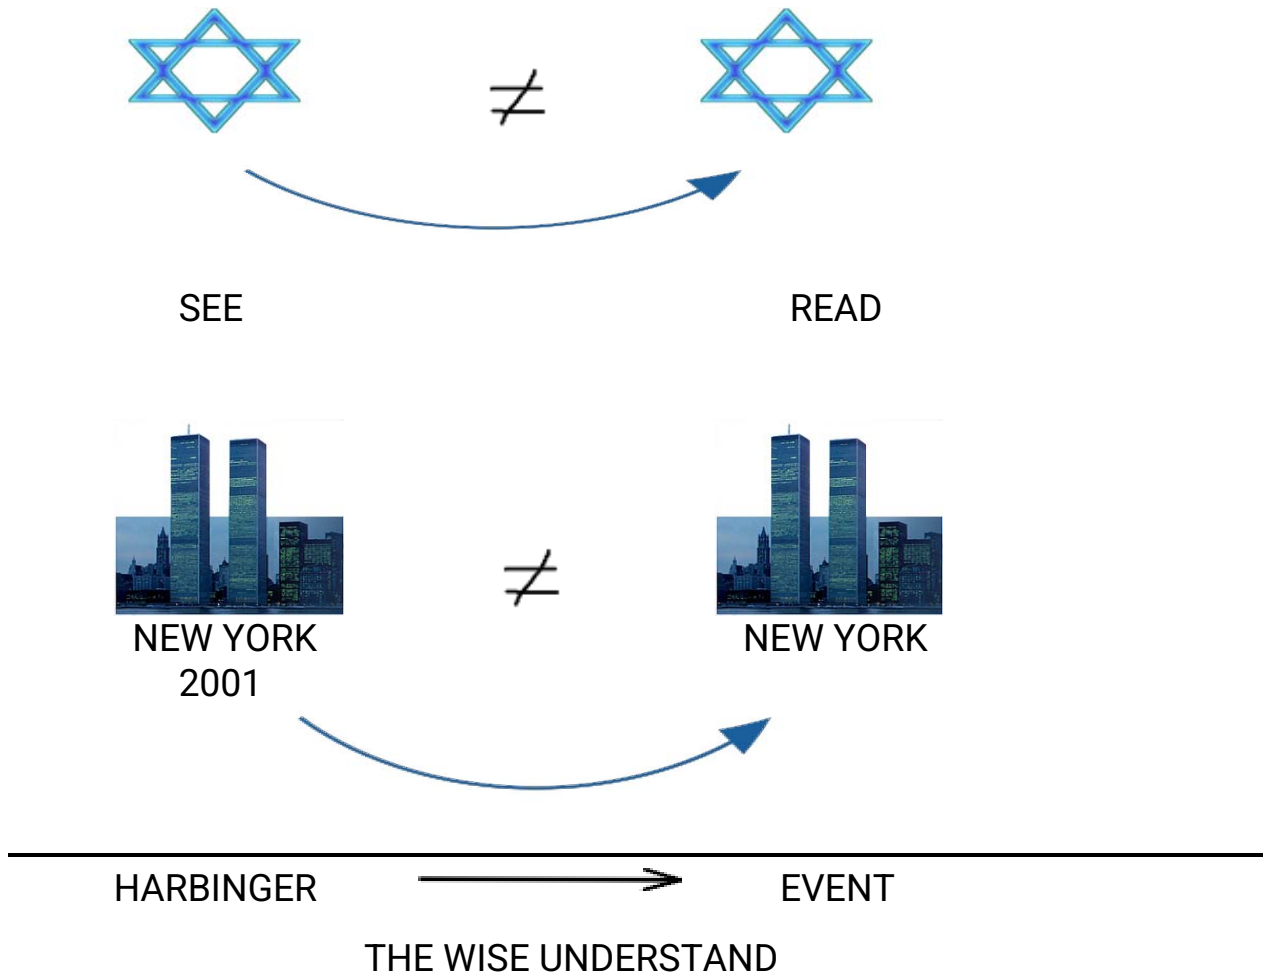 ≠
SEE
READ
≠
NEW YORK
2001
NEW YORK
HARBINGER
EVENT
THE WISE UNDERSTAND